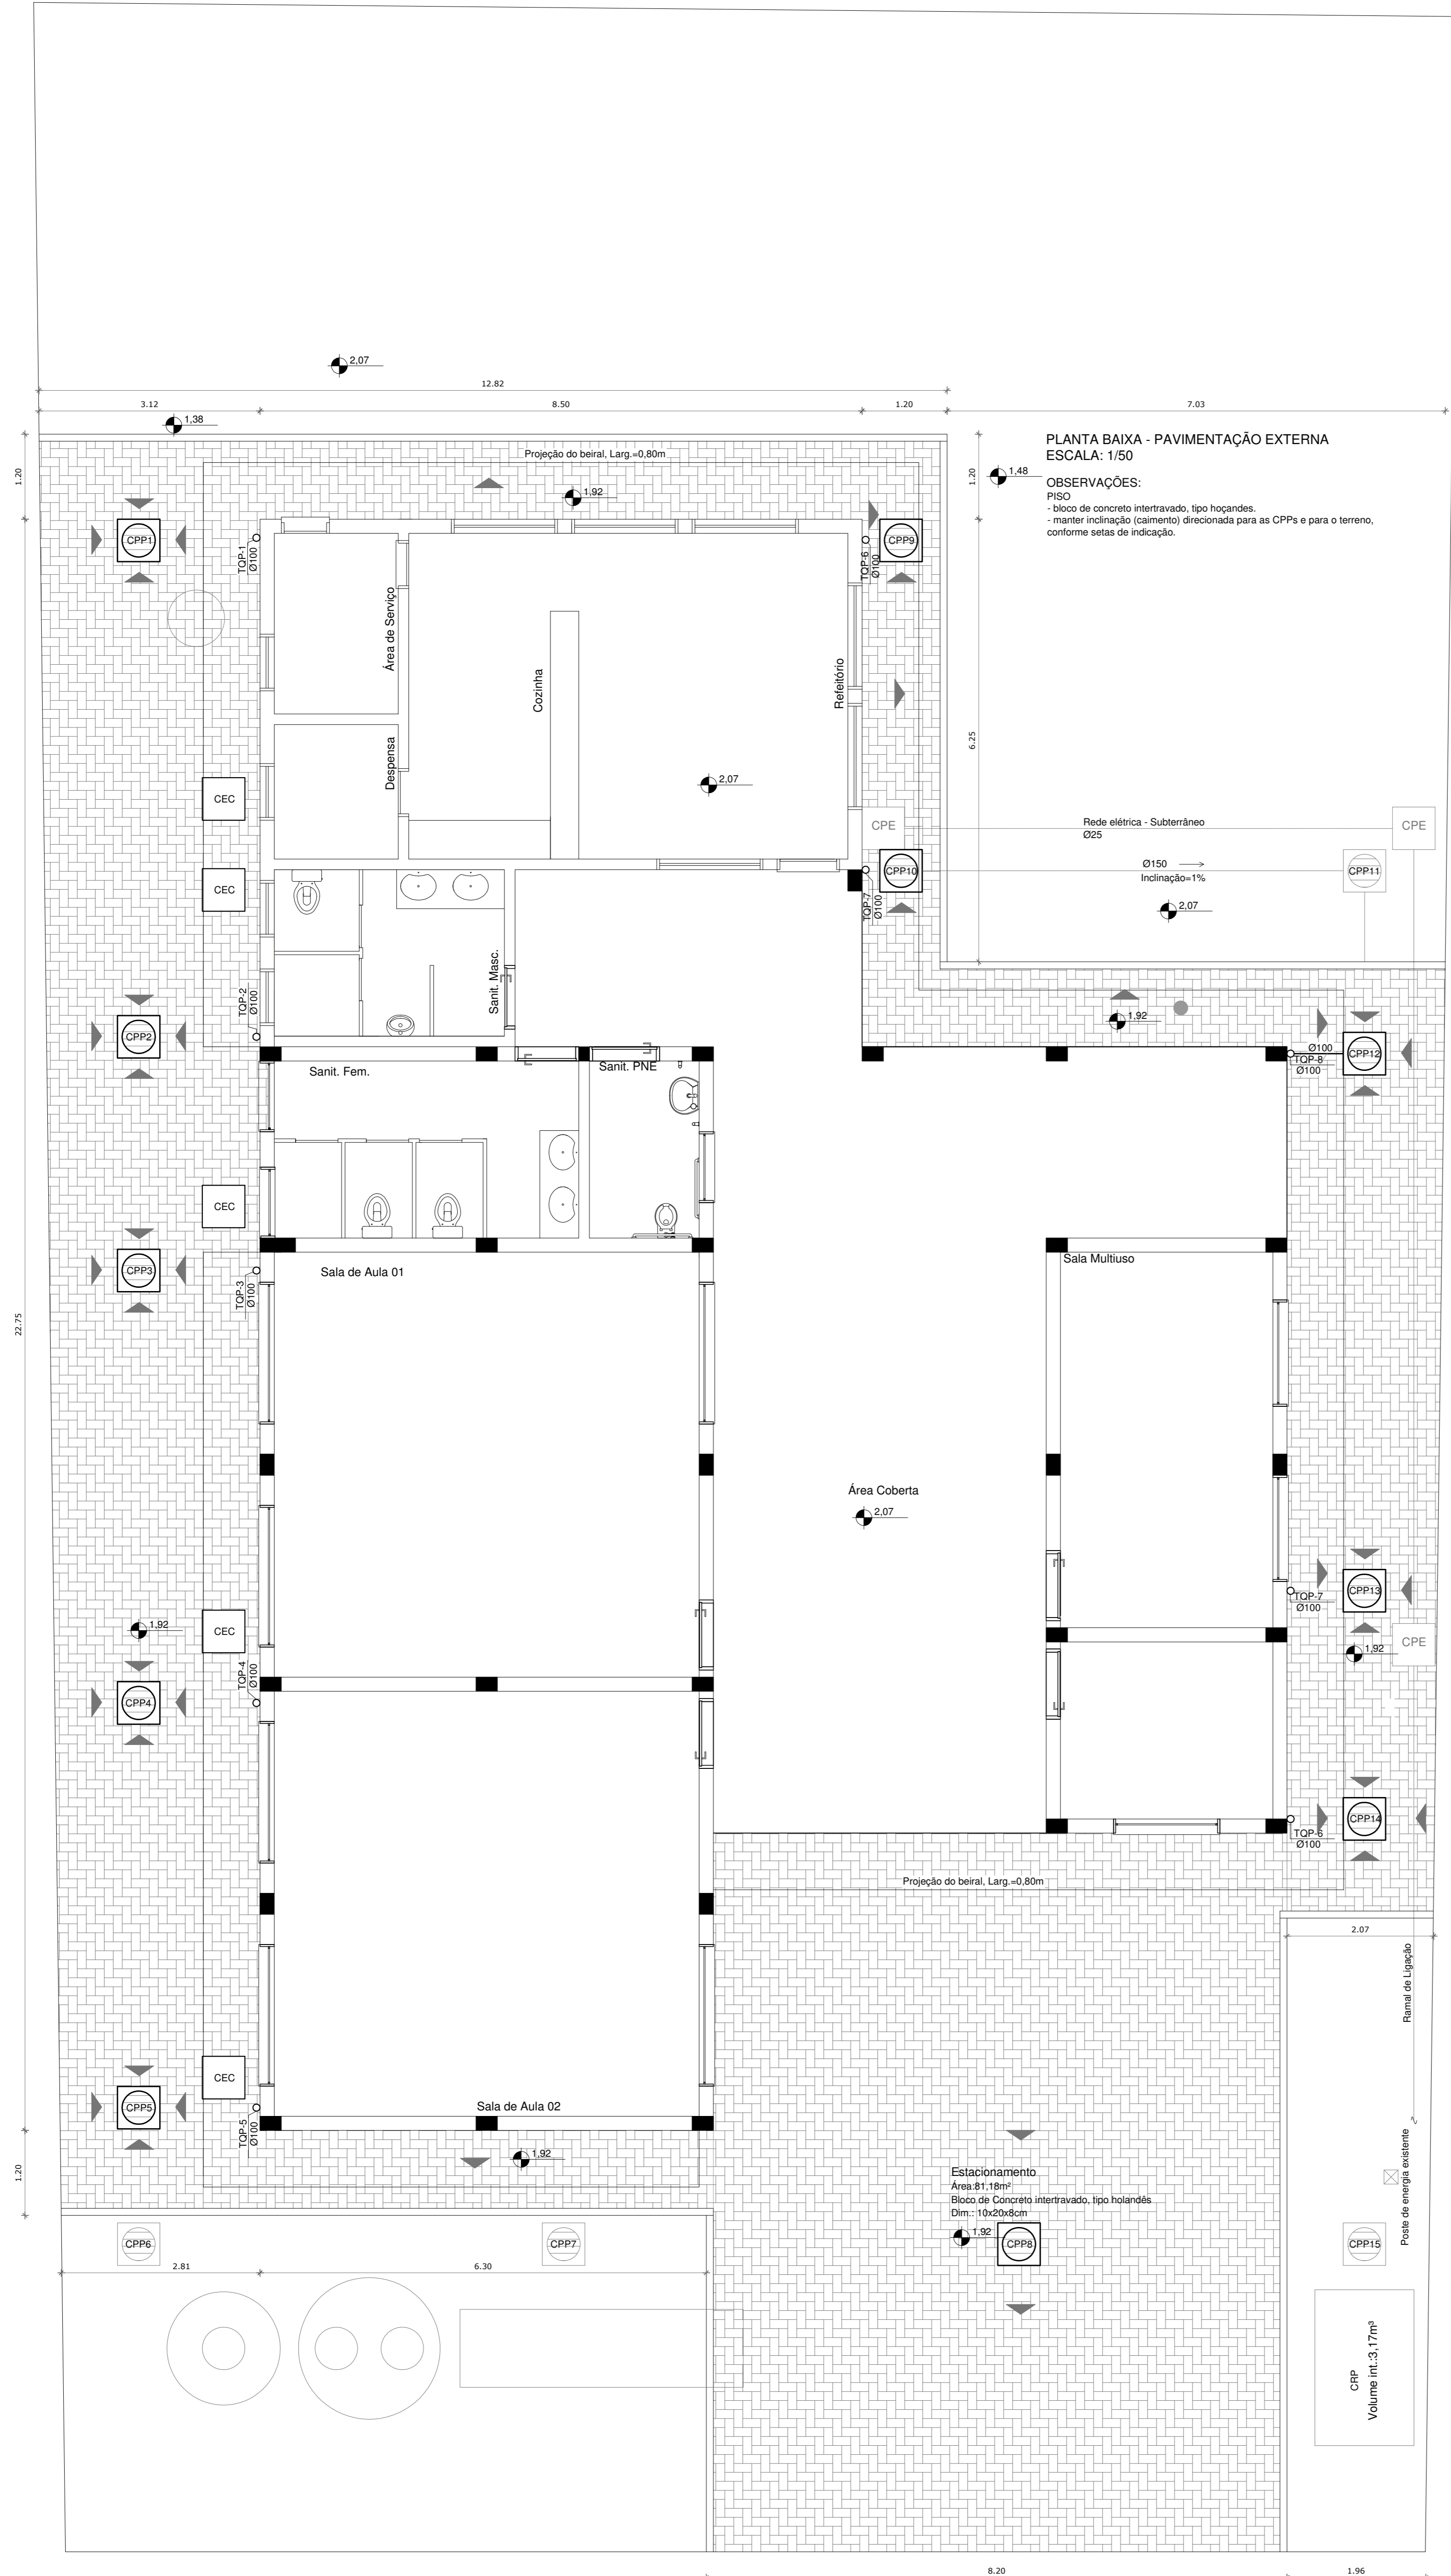 2,07
12.82
3.12
8.50
1.20
7.03
1,38
PLANTA BAIXA - PAVIMENTAÇÃO EXTERNA
ESCALA: 1/50
OBSERVAÇÕES:
PISO
- bloco de concreto intertravado, tipo hoçandes.
- manter inclinação (caimento) direcionada para as CPPs e para o terreno,
conforme setas de indicação.
Projeção do beiral, Larg.=0,80m
1.20
1.20
1,48
1,92
CPP1
TQP-1
Ø100
TQP-6
Ø100
CPP9
Área de Serviço
Cozinha
Refeitório
6.25
Despensa
2,07
CEC
CPE
Rede elétrica - Subterrâneo
Ø25
CPE
CEC
CPP10
Ø150
Inclinação=1%
CPP11
TQP-7
Ø100
2,07
Sanit. Masc.
TQP-2
Ø100
1,92
CPP2
Ø100
TQP-8
Ø100
CPP12
Sanit. Fem.
Sanit. PNE
CEC
CPP3
TQP-3
Ø100
Sala de Aula 01
Sala Multiuso
22.75
Área Coberta
2,07
CPP13
TQP-7
Ø100
1,92
CEC
CPE
1,92
TQP-4
Ø100
CPP4
CPP14
TQP-6
Ø100
Projeção do beiral, Larg.=0,80m
2.07
Ramal de Ligação
CEC
CPP5
TQP-5
Ø100
Sala de Aula 02
1.20
1,92
Estacionamento
Área:81,18m²
Bloco de Concreto intertravado, tipo holandês
Dim.: 10x20x8cm
1,92
CPP8
Poste de energia existente
CPP6
CPP7
CPP15
2.81
6.30
CRP
Volume int.:3,17m³
8.20
1.96